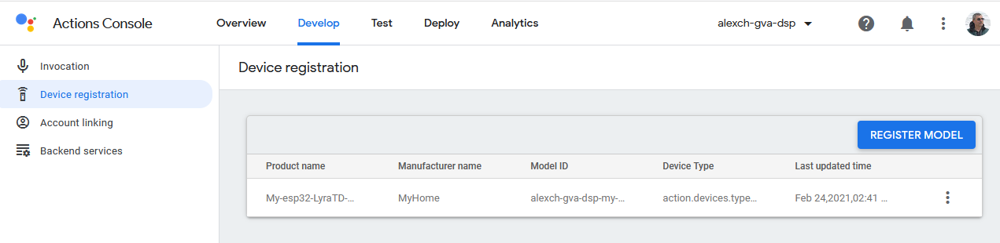 Actions Console Overview Develop Test Deploy Analytics alexch-gva-dsp
Invocation
Device registration
Account linking
Backend services
Device registration
REGISTER MODEL
Product name Manufacturer name Model ID Device Type Last updated time
My-esp32-LyraTD-... MyHome alexch-gva-dsp-my-... action.devices.type... Feb 24,2021,02:41 ...